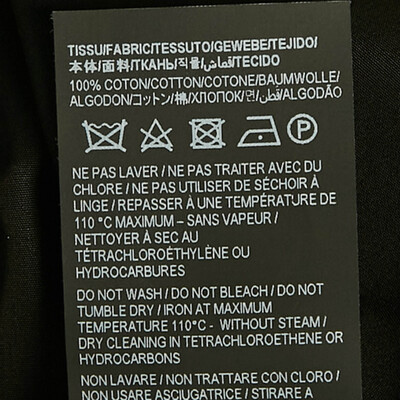 TISSU/FABRIC/TESSUTO/GEWEBE/TEJIDO/
本体/面料/ТКАНЬ/직물/قماش/TECIDO
100% COTON/COTTON/COTONE/BAUMWOLLE/
ALGODON/コットン/棉/ХЛОПОК/면/قطن/ALGODÃO
P
NE PAS LAVER / NE PAS TRAITER AVEC DU
CHLORE / NE PAS UTILISER DE SÉCHOIR À
LINGE / REPASSER À UNE TEMPÉRATURE DE
110 °C MAXIMUM – SANS VAPEUR /
NETTOYER À SEC AU
TÉTRACHLOROÉTHYLÈNE OU
HYDROCARBURES
DO NOT WASH / DO NOT BLEACH / DO NOT
TUMBLE DRY / IRON AT MAXIMUM
TEMPERATURE 110°C - WITHOUT STEAM /
DRY CLEANING IN TETRACHLOROETHENE OR
HYDROCARBONS
NON LAVARE / NON TRATTARE CON CLORO /
NON USARE ASCIUGATRICE / STIRARE A